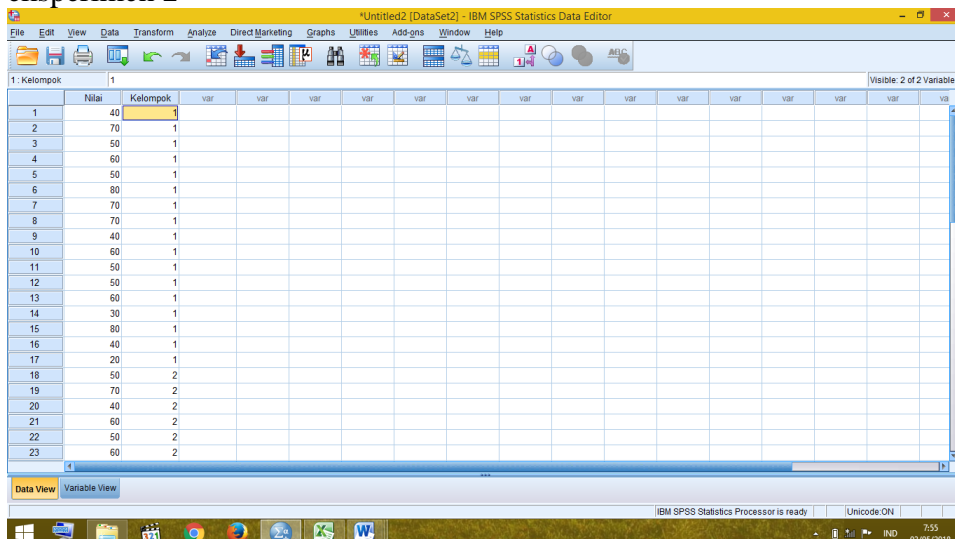 eksperimen 2
*Untitled2 [DataSet2] - IBM SPSS Statistics Data Editor
File Edit View Data Transform Analyze Direct Marketing Graphs Utilities Add-ons Window Help
1 : Kelompok 1 Visible: 2 of 2 Variable
Nilai Kelompok var var var var var var var var var var var var var va
1 40 1
2 70 1
3 50 1
4 60 1
5 50 1
6 80 1
7 70 1
8 70 1
9 40 1
10 60 1
11 50 1
12 50 1
13 60 1
14 30 1
15 80 1
16 40 1
17 20 1
18 50 2
19 70 2
20 40 2
21 60 2
22 50 2
23 60 2
Data View Variable View
IBM SPSS Statistics Processor is ready Unicode:ON
IND 7:55